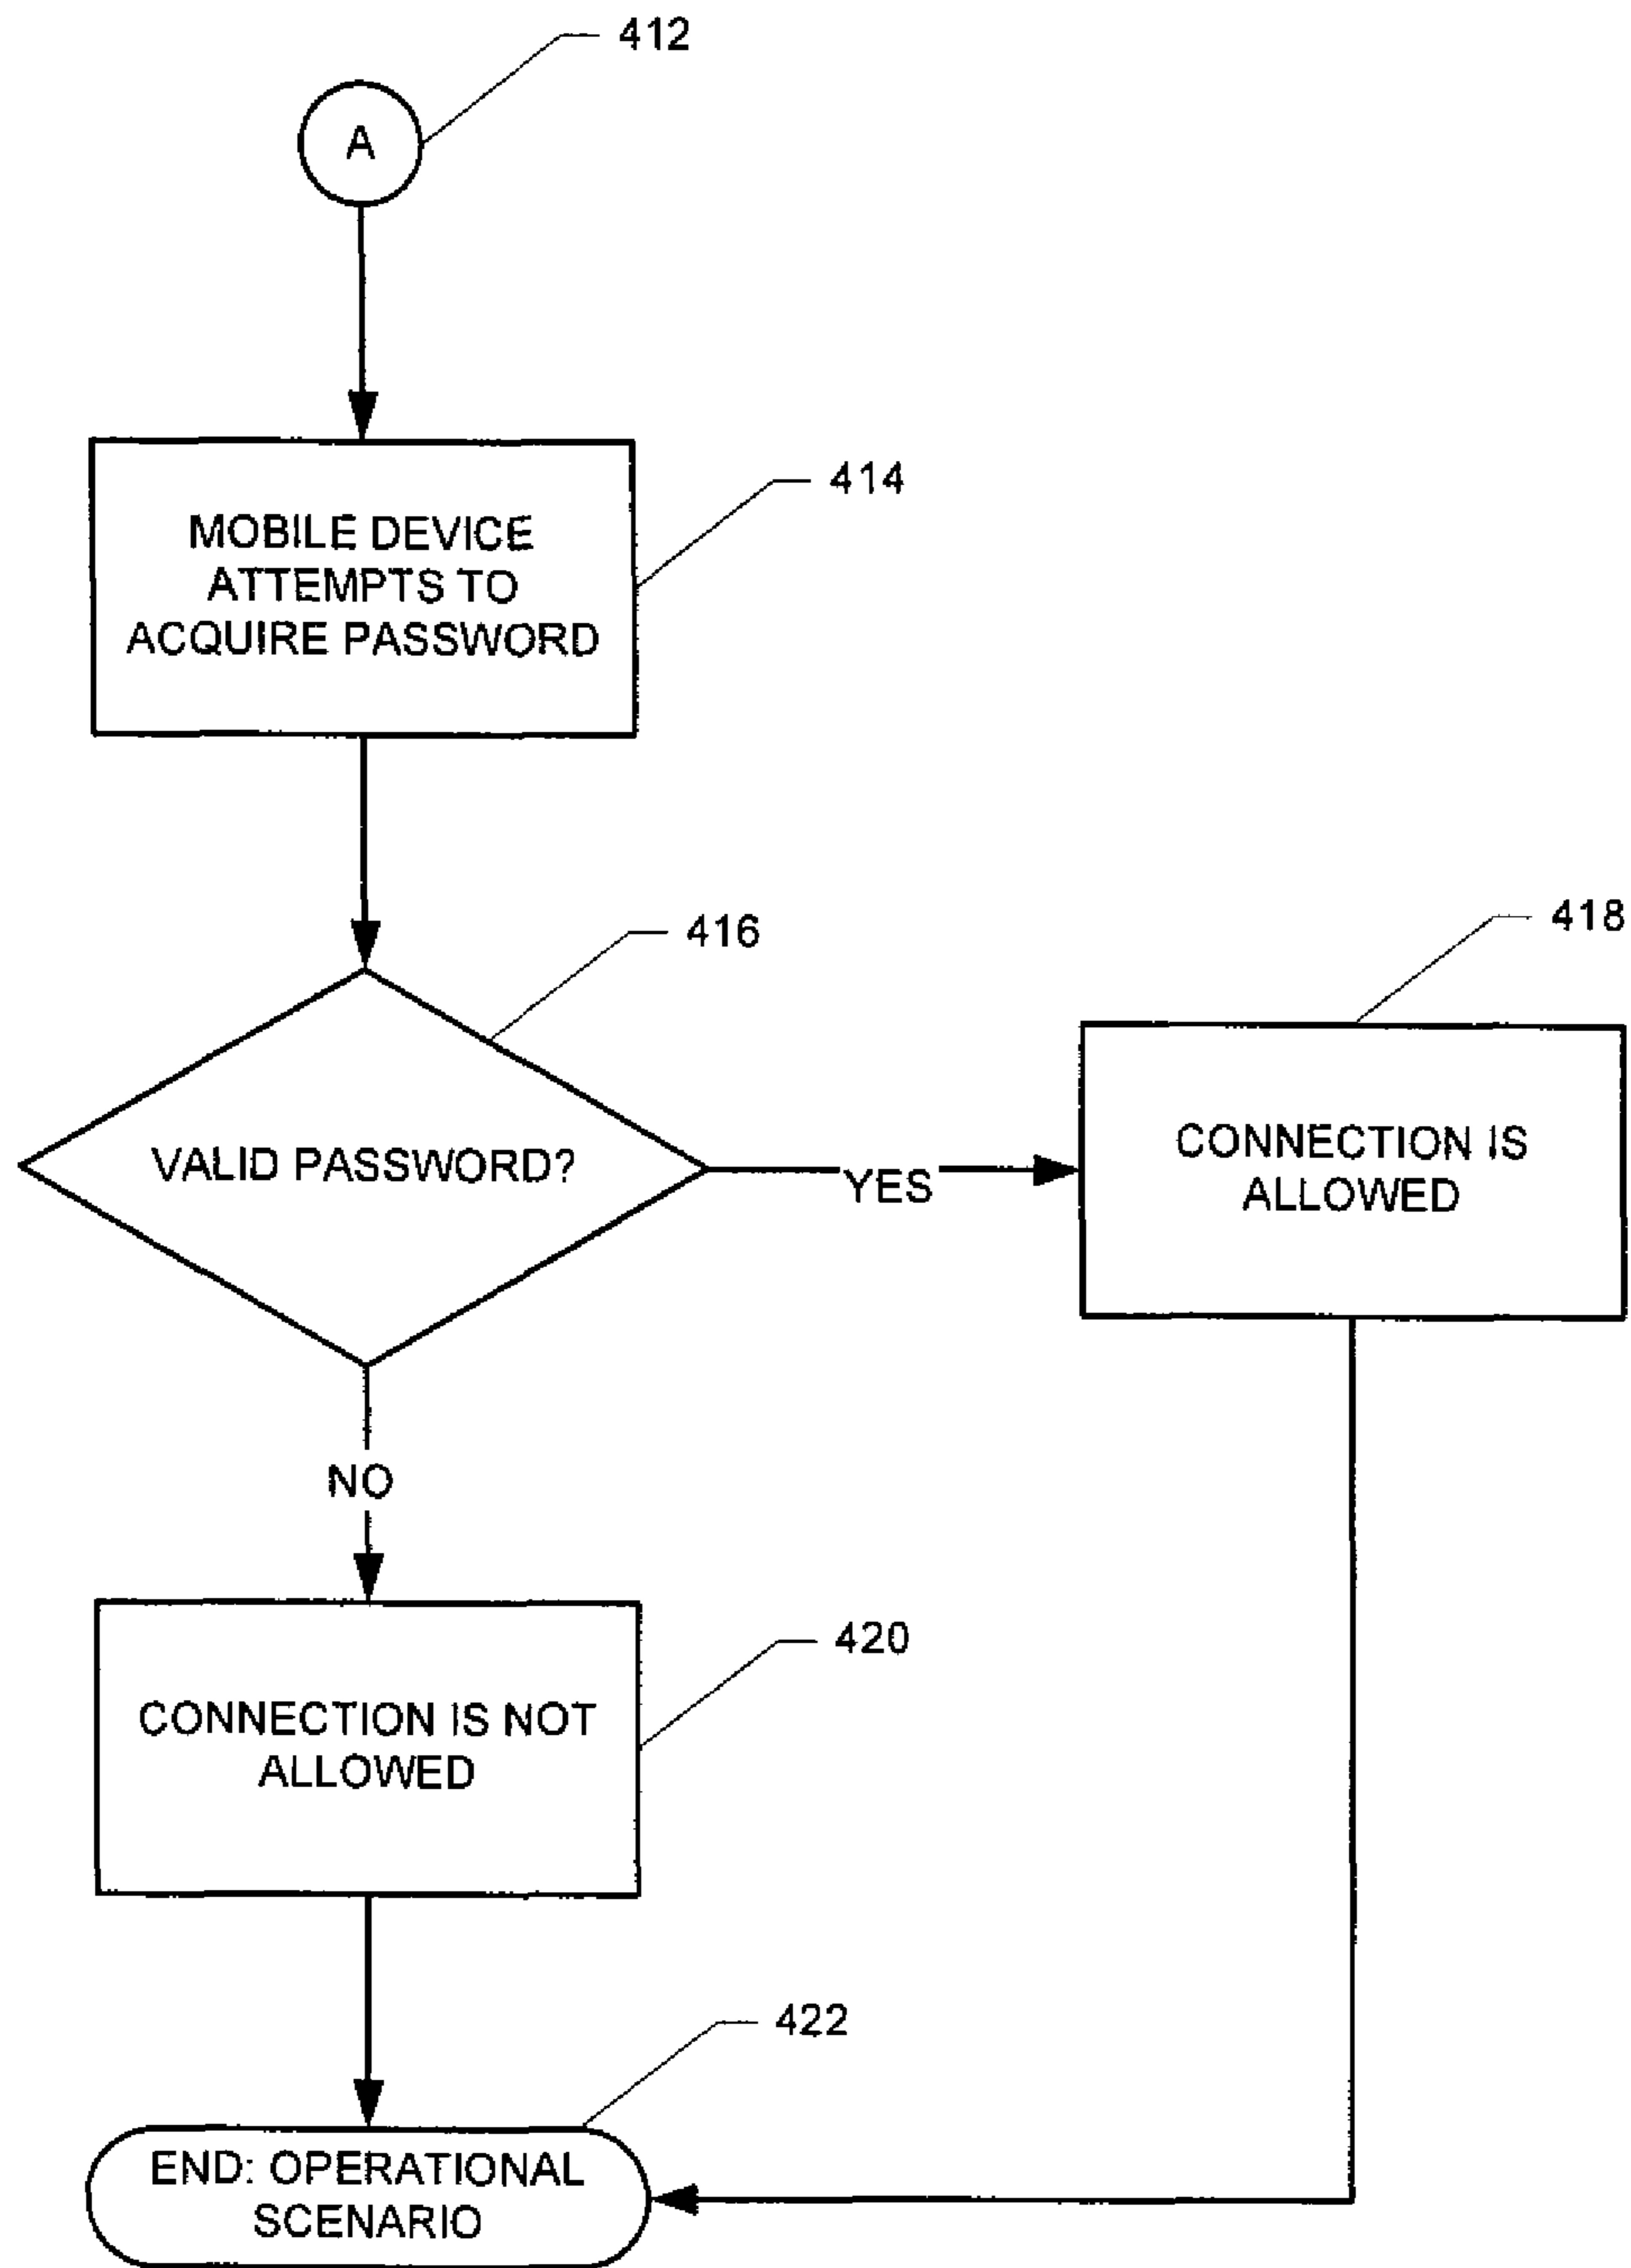 412
A
414
MOBILE DEVICE
ATTEMPTS TO
ACQUIRE PASSWORD
416
418
VALID PASSWORD?
YES
CONNECTION IS
ALLOWED
NO
420
CONNECTION IS NOT
ALLOWED
422
END: OPERATIONAL
SCENARIO